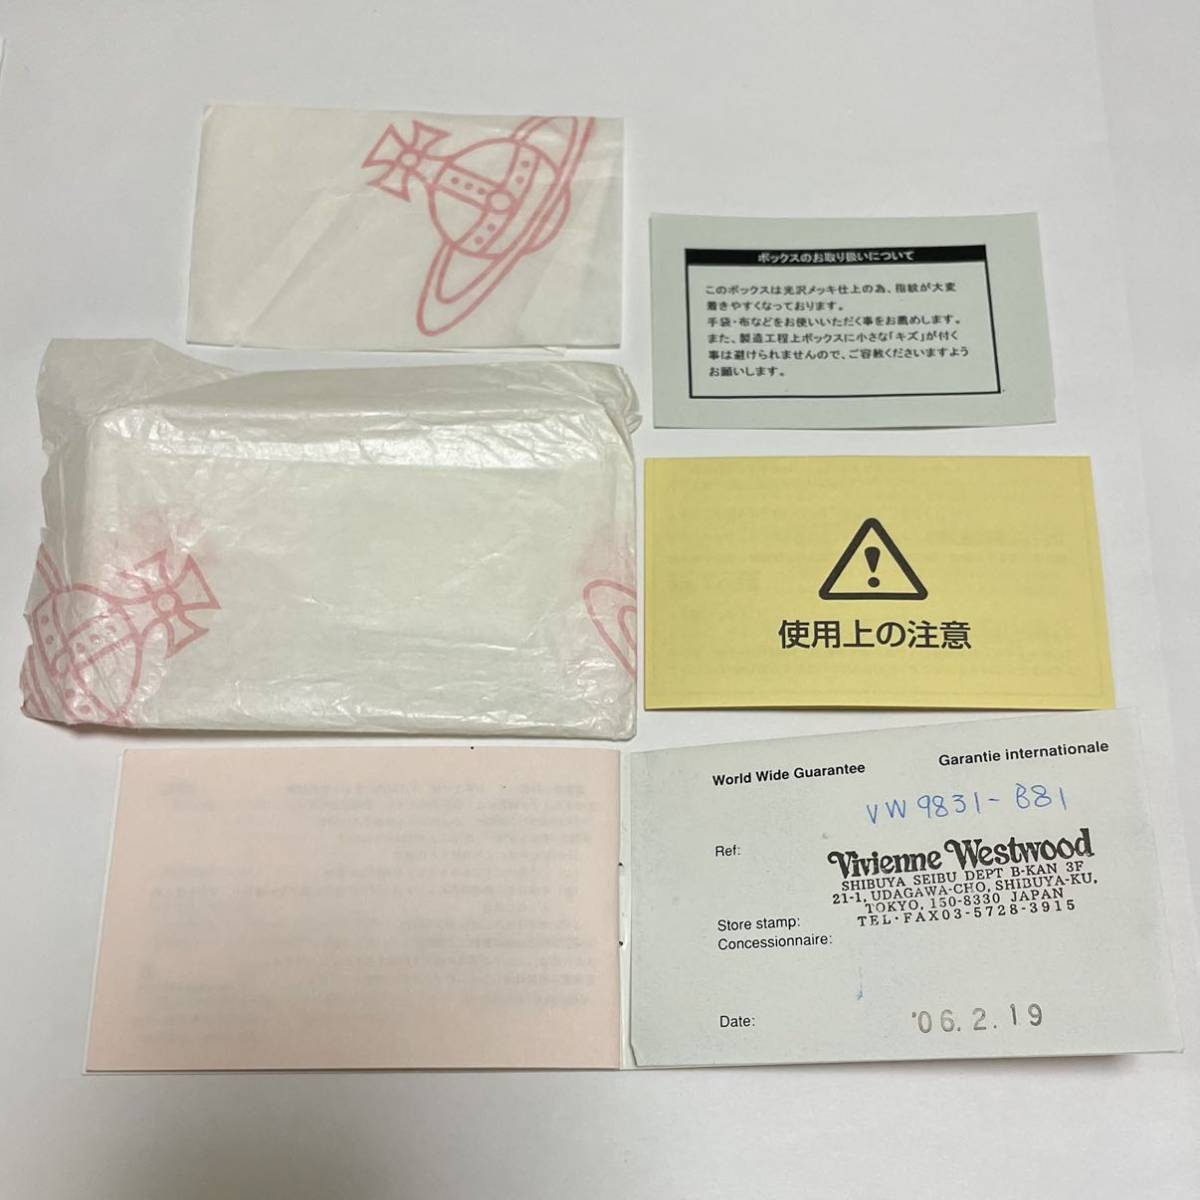 ボックスのお取り扱いについて
このボックスは光沢メッキ仕上の為、指紋が大変
着きやすくなっております。
手袋・布などをお使いいただく事をお薦めします。
また、製造工程上ボックスに小さな「キズ」が付く
事は避けられませんので、ご容赦くださいますよう
お願いします。
使用上の注意
World Wide Guarantee
Garantie internationale
VW9831-B81
Ref:
Vivienne Westwood
SHIBUYA SEIBU DEPT B-KAN 3F
21-1, UDAGAWA-CHO, SHIBUYA-KU,
TOKYO, 150-8330 JAPAN
TEL・FAX03-5728-3915
Store stamp:
Concessionnaire:
Date:
'06.2.19